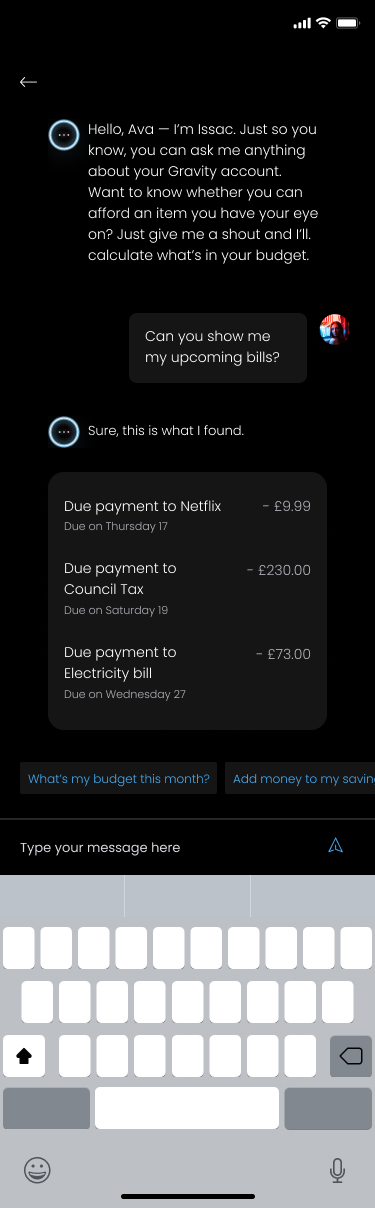 Hello, Ava — I’m Issac. Just so you
know, you can ask me anything
about your Gravity account.
Want to know whether you can
afford an item you have your eye
on? Just give me a shout and I’ll.
calculate what’s in your budget.
Can you show me
my upcoming bills?
Sure, this is what I found.
Due payment to Netflix - £9.99
Due on Thursday 17
Due payment to - £230.00
Council Tax
Due on Saturday 19
Due payment to - £73.00
Electricity bill
Due on Wednesday 27
What’s my budget this month? Add money to my savin
Type your message here